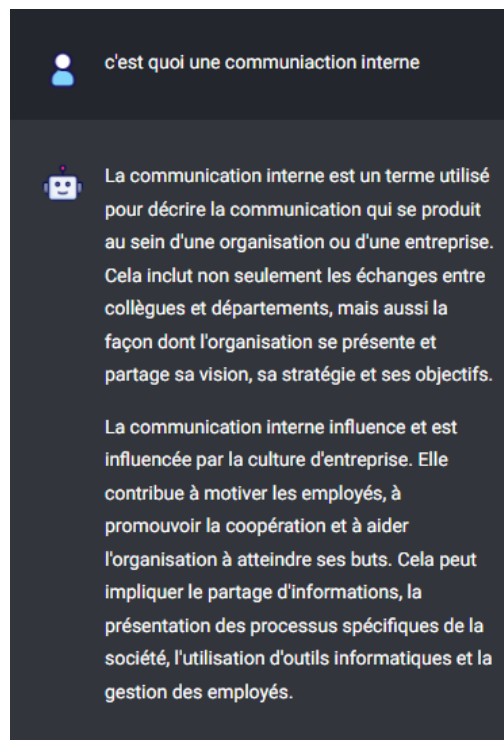 c'est quoi une communiaction interne
La communication interne est un terme utilisé
pour décrire la communication qui se produit
au sein d'une organisation ou d'une entreprise.
Cela inclut non seulement les échanges entre
collègues et départements, mais aussi la
façon dont l'organisation se présente et
partage sa vision, sa stratégie et ses objectifs.
La communication interne influence et est
influencée par la culture d'entreprise. Elle
contribue à motiver les employés, à
promouvoir la coopération et à aider
l'organisation à atteindre ses buts. Cela peut
impliquer le partage d'informations, la
présentation des processus spécifiques de la
société, l'utilisation d'outils informatiques et la
gestion des employés.